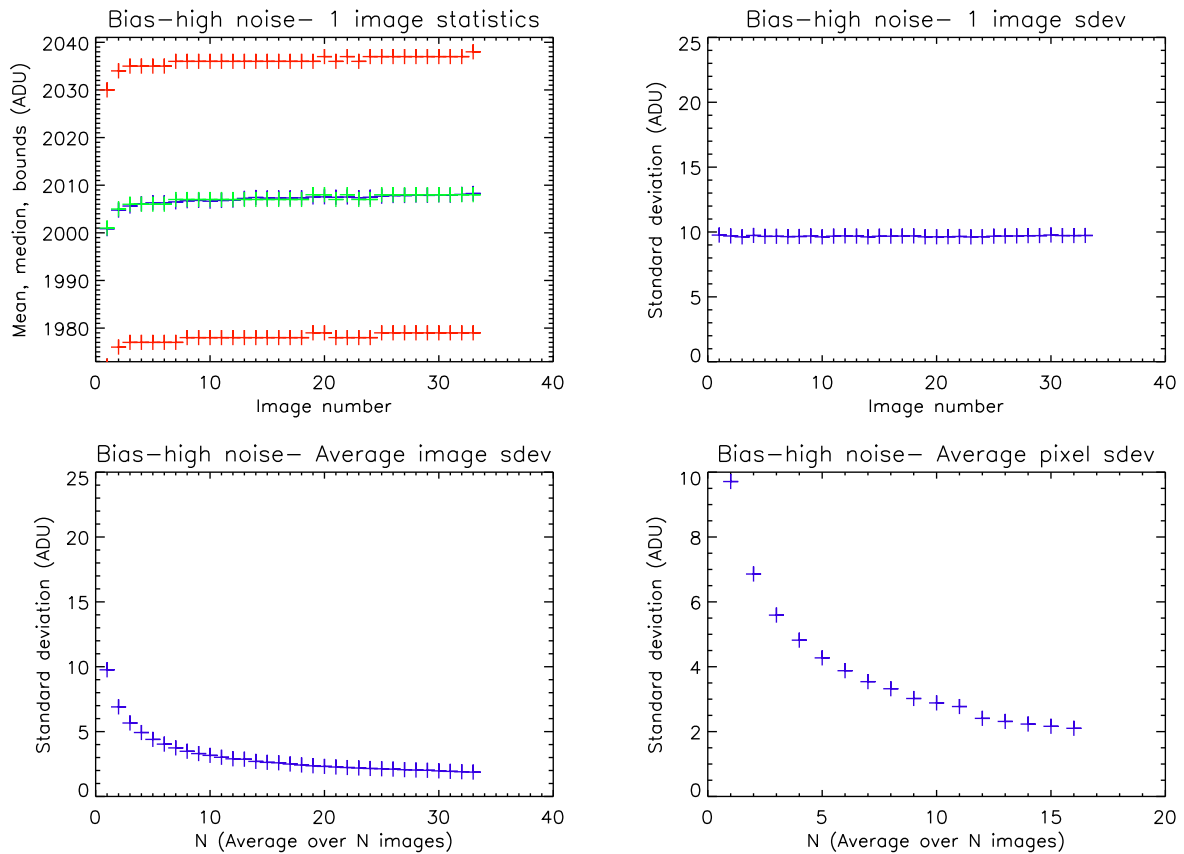 Bias-high noise- 1 image statistics
Mean, median, bounds (ADU)
2040
2030
2020
2010
2000
1990
1980
0 10 20 30 40
Image number
Bias-high noise- 1 image sdev
Standard deviation (ADU)
25
20
15
10
5
0
0 10 20 30 40
Image number
Bias-high noise- Average image sdev
Standard deviation (ADU)
25
20
15
10
5
0
0 10 20 30 40
N (Average over N images)
Bias-high noise- Average pixel sdev
Standard deviation (ADU)
10
8
6
4
2
0
0 5 10 15 20
N (Average over N images)